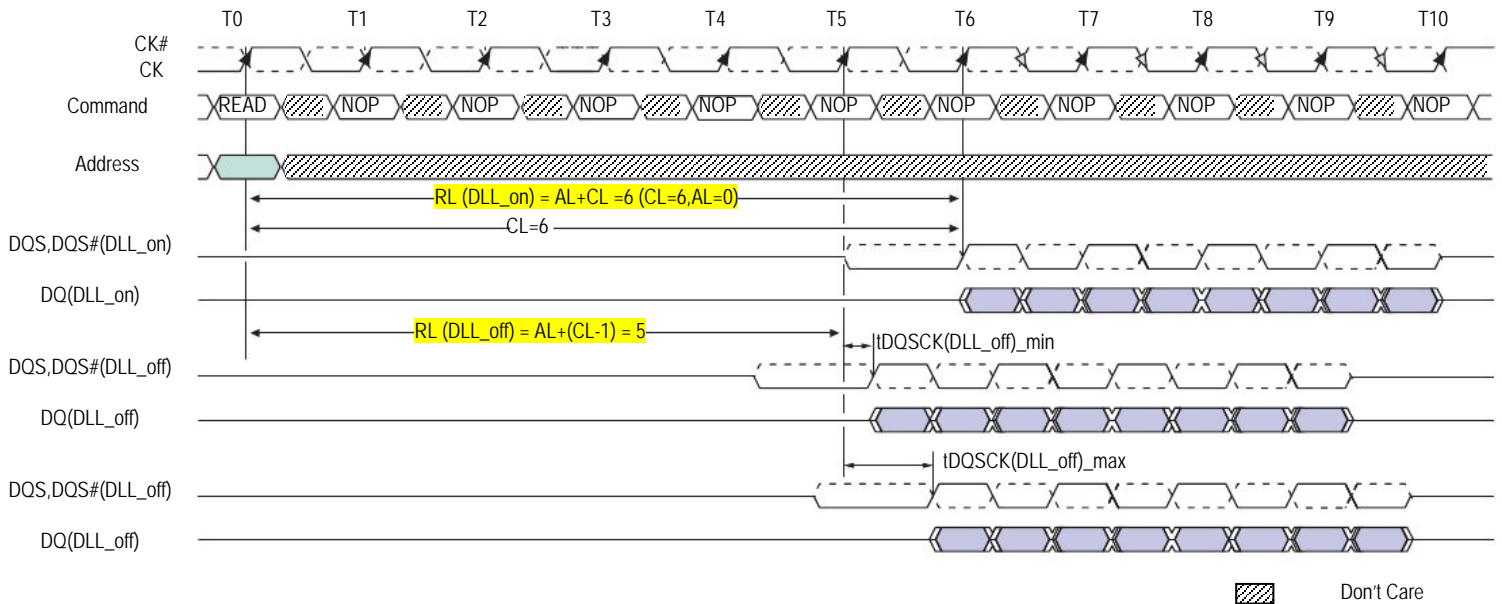 T0 T1 T2 T3 T4 T5 T6 T7 T8 T9 T10
CK#
CK
Command READ NOP NOP NOP NOP NOP NOP NOP NOP NOP NOP
Address
RL (DLL_on) = AL+CL =6 (CL=6,AL=0)
CL=6
DQS,DQS#(DLL_on)
DQ(DLL_on)
RL (DLL_off) = AL+(CL-1) = 5
tDQSCK(DLL_off)_min
DQS,DQS#(DLL_off)
DQ(DLL_off)
tDQSCK(DLL_off)_max
DQS,DQS#(DLL_off)
DQ(DLL_off)
Don't Care